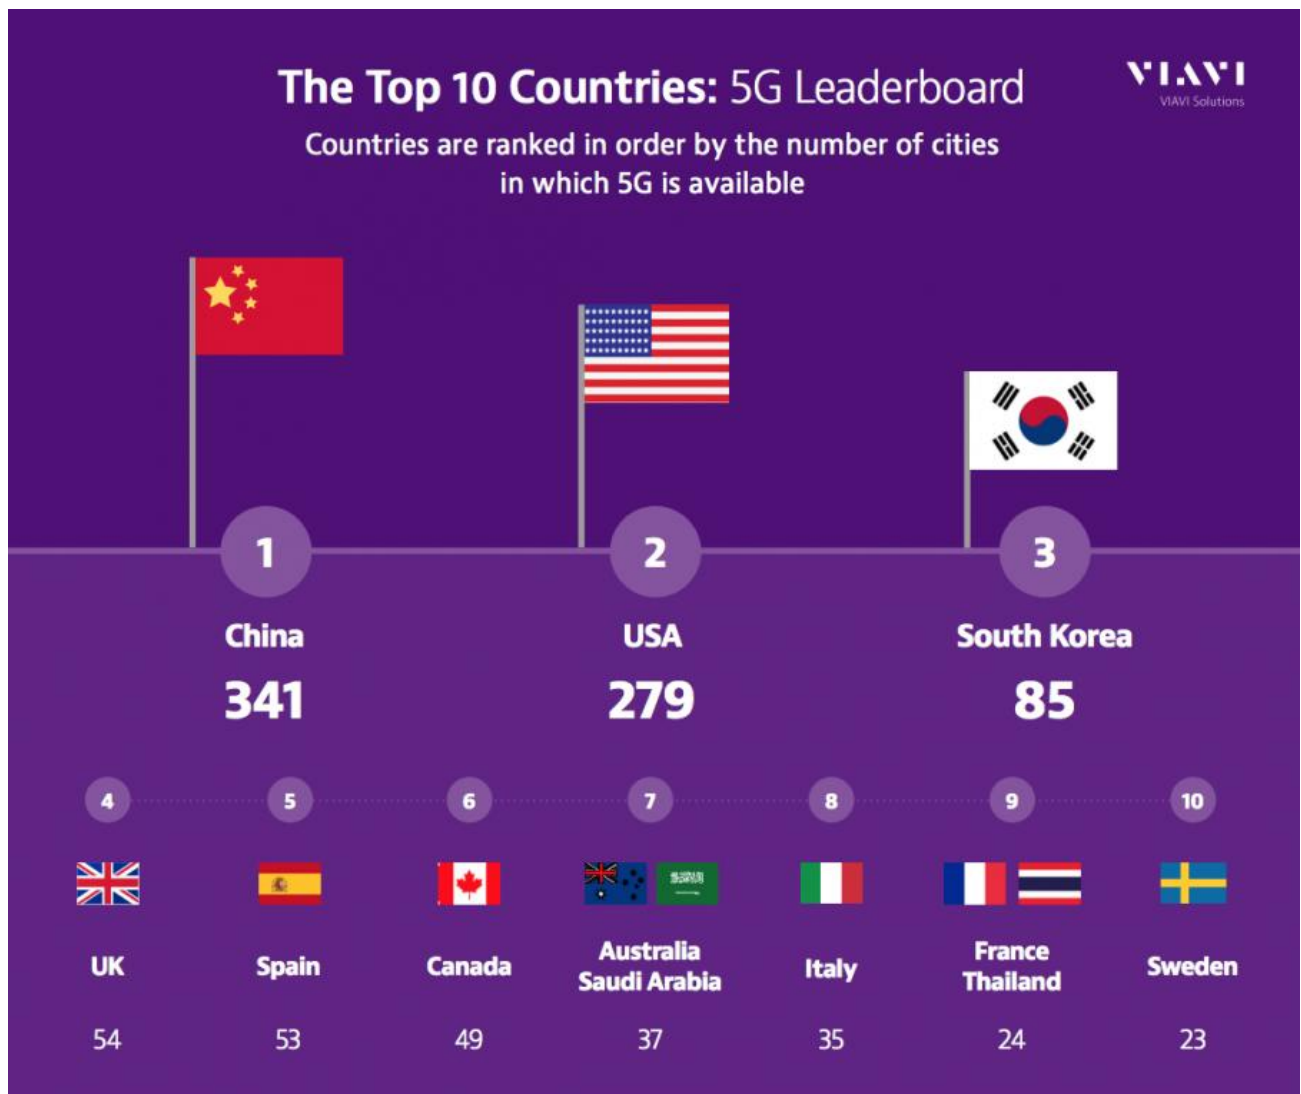 The Top 10 Countries: 5G Leaderboard
VIAVI
VIAVI Solutions
Countries are ranked in order by the number of cities
in which 5G is available
1
2
3
China
USA
South Korea
341
279
85
4
5
6
7
8
9
10
UK
Spain
Canada
Australia
Saudi Arabia
Italy
France
Thailand
Sweden
54
53
49
37
35
24
23